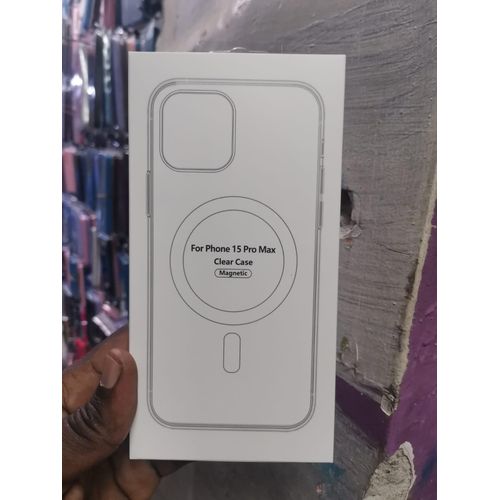 For Phone 15 Pro Max
Clear Case
Magnetic